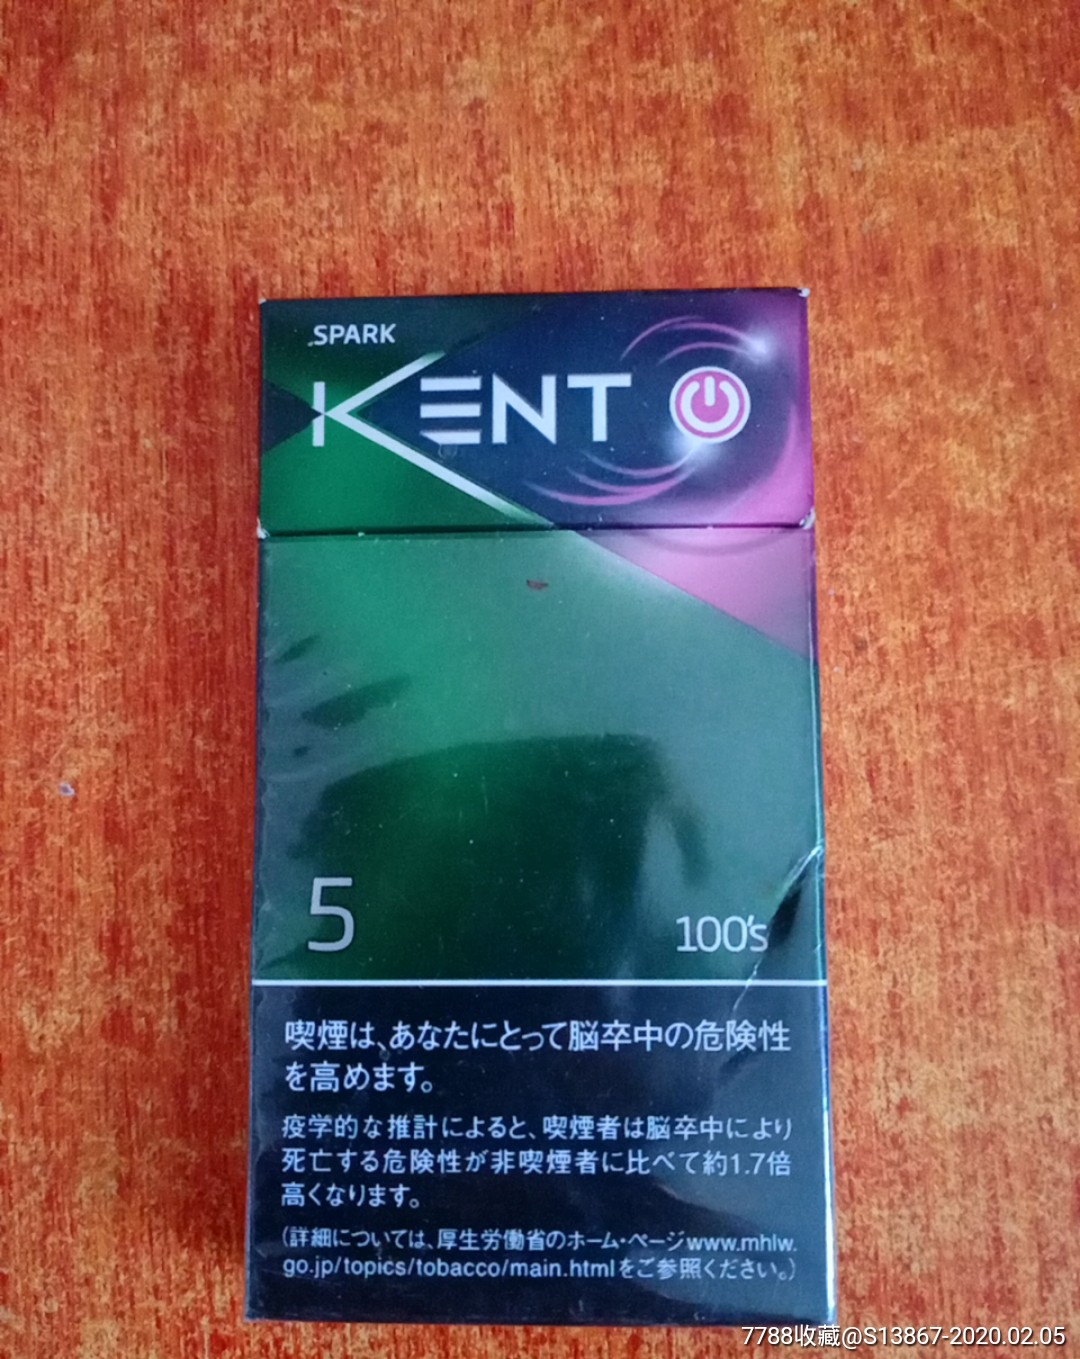 SPARK
KENT
5
100's
喫煙は、あなたにとって脳卒中の危険性
を高めます。
疫学的な推計によると、喫煙者は脳卒中により
死亡する危険性が非喫煙者に比べて約1.7倍
高くなります。
(詳細については、厚生労働省のホーム・ページwww.mhlw.
go.jp/topics/tobacco/main.htmlをご参照ください。)
7788收藏@S13867-2020.02.05